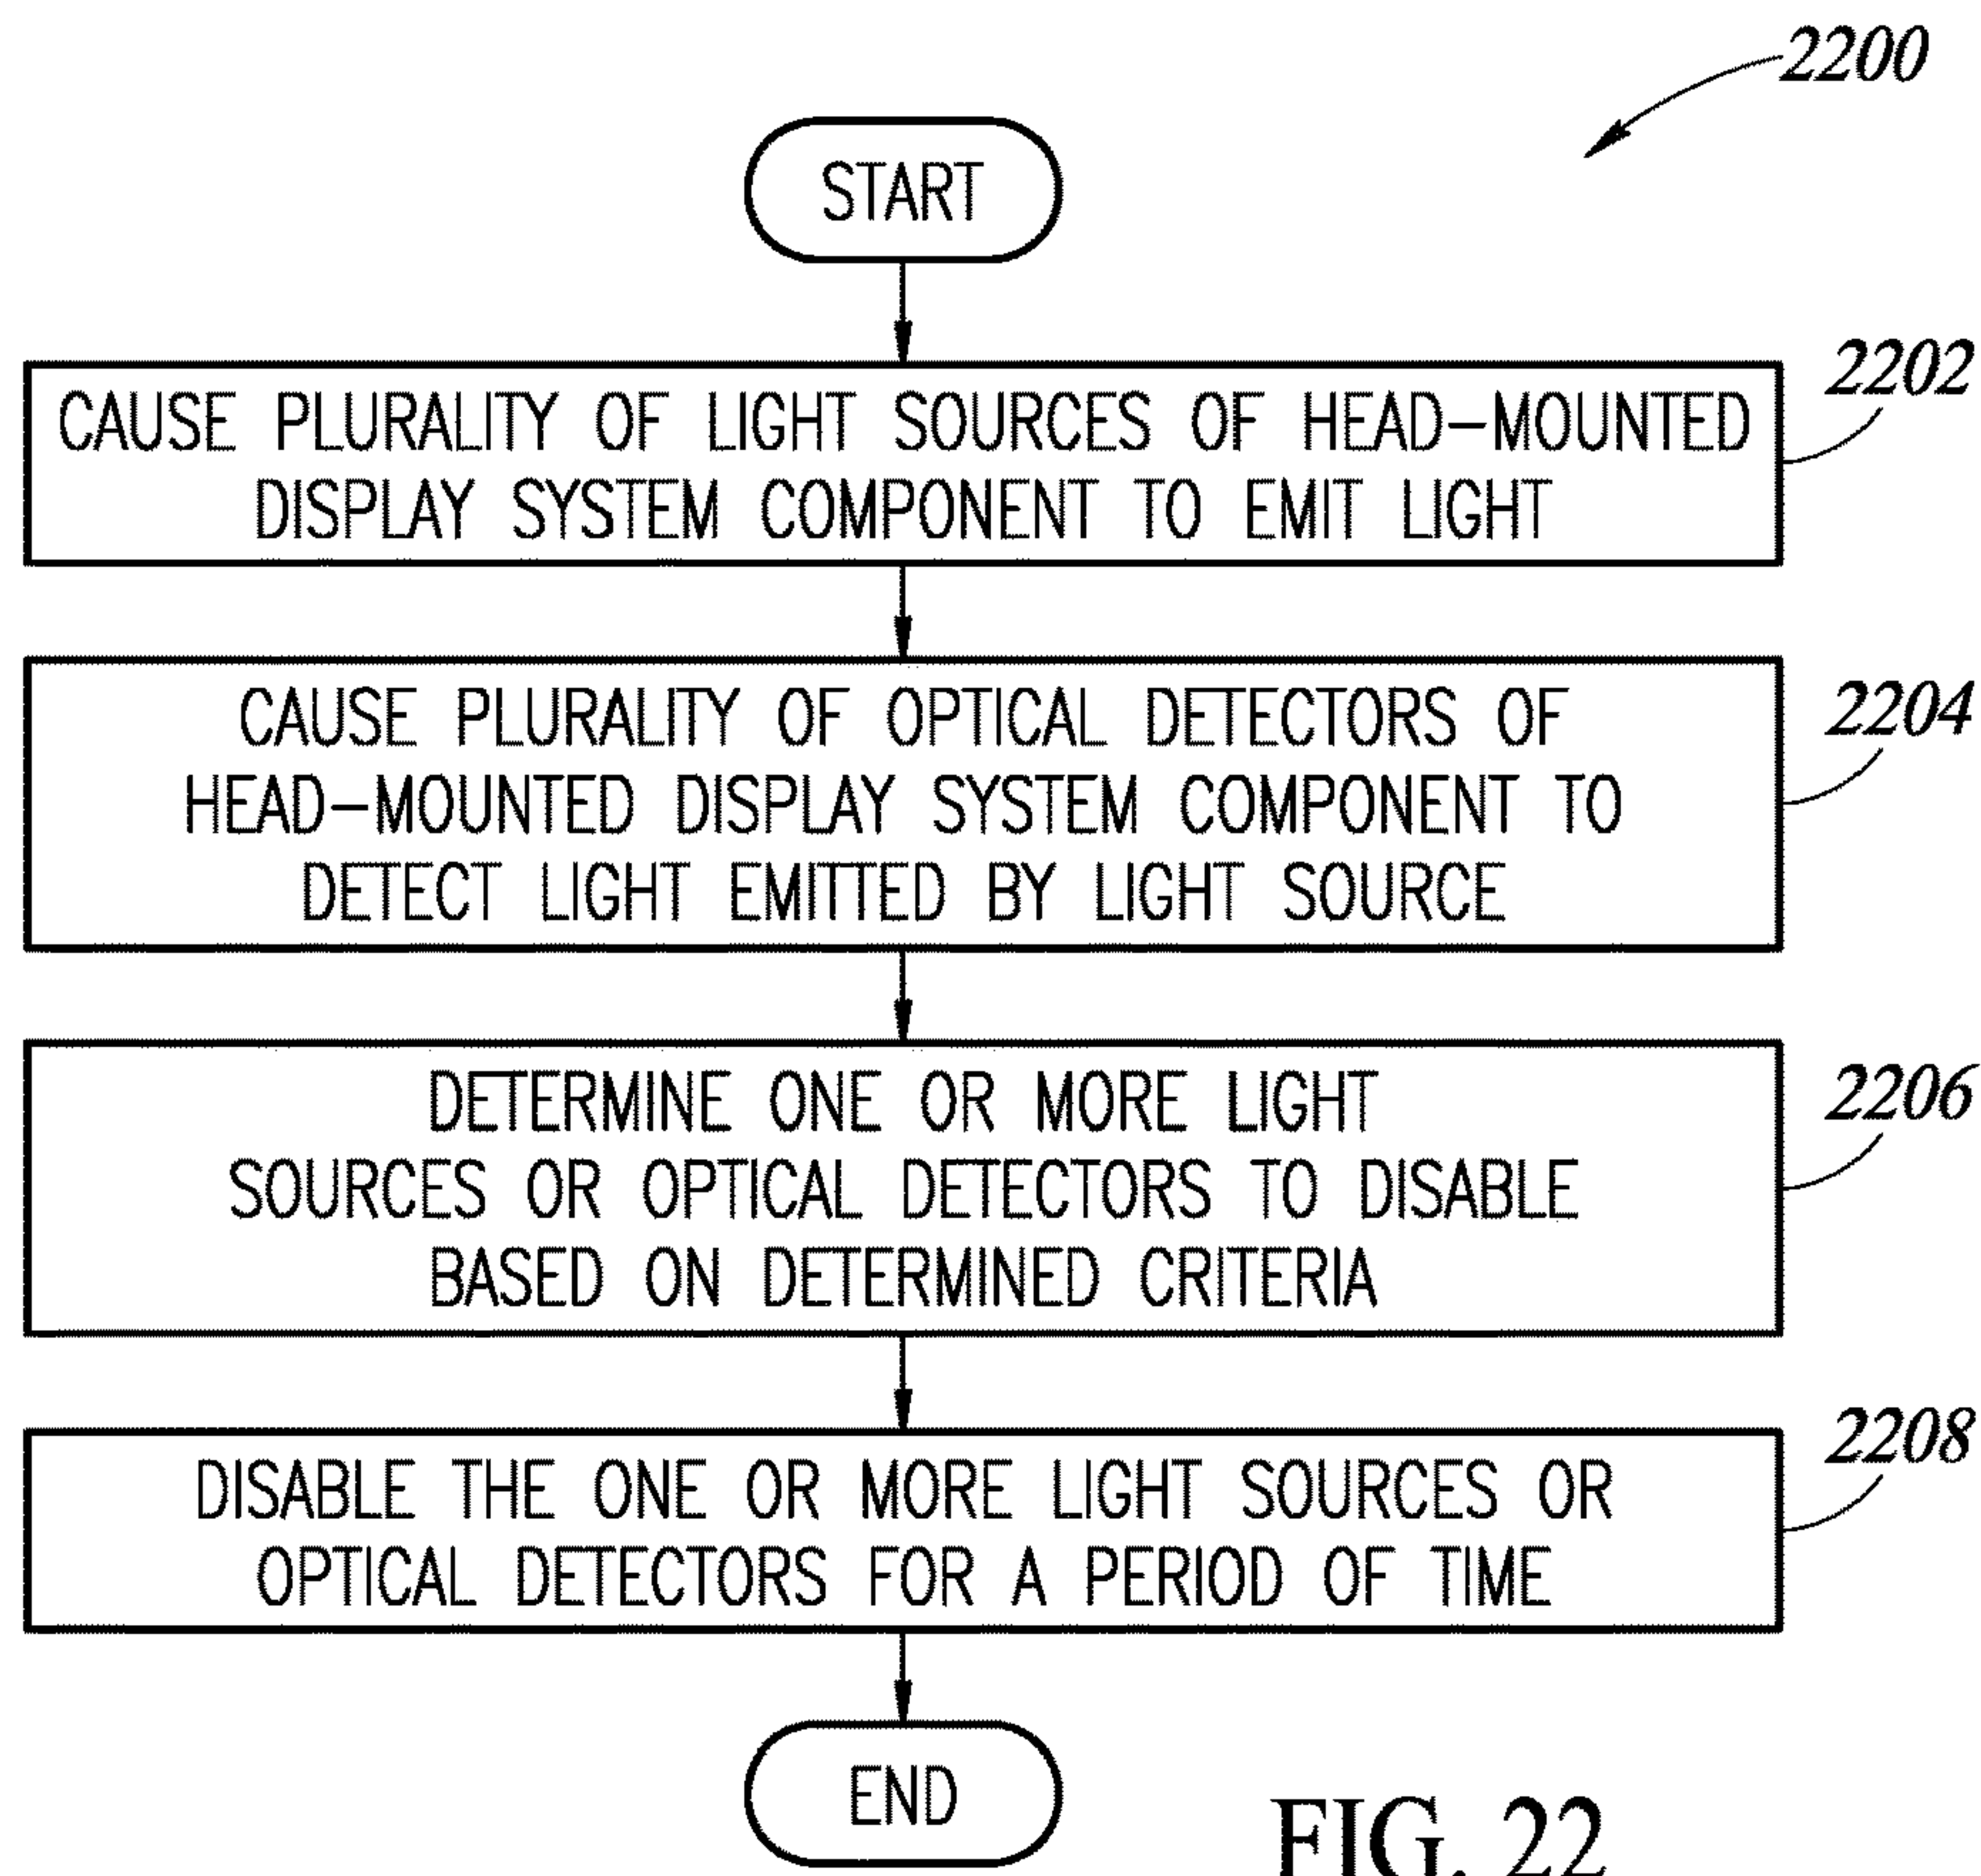 2200
START
2202
CAUSE PLURALITY OF LIGHT SOURCES OF HEAD-MOUNTED
DISPLAY SYSTEM COMPONENT TO EMIT LIGHT
2204
CAUSE PLURALITY OF OPTICAL DETECTORS OF
HEAD-MOUNTED DISPLAY SYSTEM COMPONENT TO
DETECT LIGHT EMITTED BY LIGHT SOURCE
2206
DETERMINE ONE OR MORE LIGHT
SOURCES OR OPTICAL DETECTORS TO DISABLE
BASED ON DETERMINED CRITERIA
2208
DISABLE THE ONE OR MORE LIGHT SOURCES OR
OPTICAL DETECTORS FOR A PERIOD OF TIME
END
FIG. 22